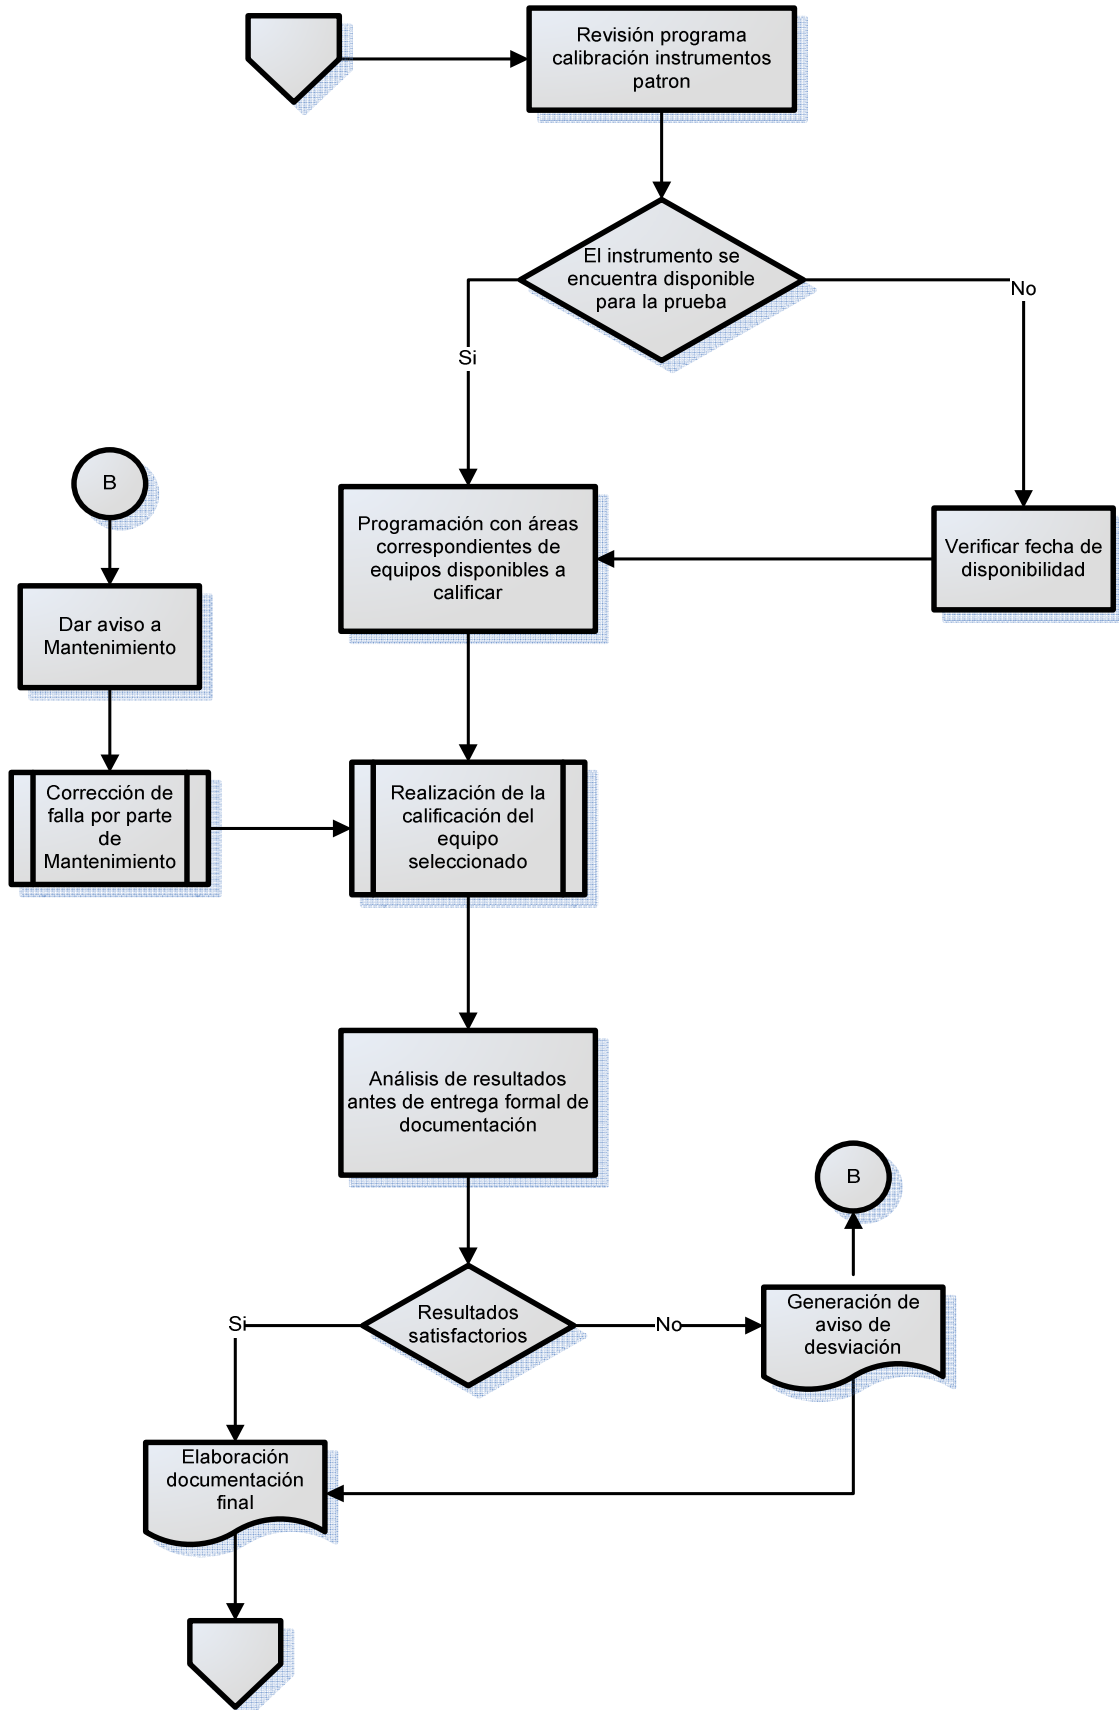 Revisión programa
calibración instrumentos
patron
El instrumento se
encuentra disponible
para la prueba
No
Si
B
Programación con áreas
correspondientes de
equipos disponibles a
calificar
Verificar fecha de
disponibilidad
Dar aviso a
Mantenimiento
Corrección de
falla por parte
de
Mantenimiento
Realización de la
calificación del
equipo
seleccionado
Análisis de resultados
antes de entrega formal de
documentación
B
Resultados
satisfactorios
Si
No
Generación de
aviso de
desviación
Elaboración
documentación
final